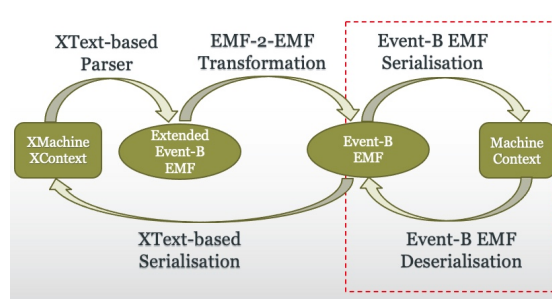 XText-based
Parser
EMF-2-EMF
Transformation
Event-B EMF
Serialisation
XMachine
XContext
Extended
Event-B
EMF
Event-B
EMF
Machine
Context
XText-based
Serialisation
Event-B EMF
Deserialisation